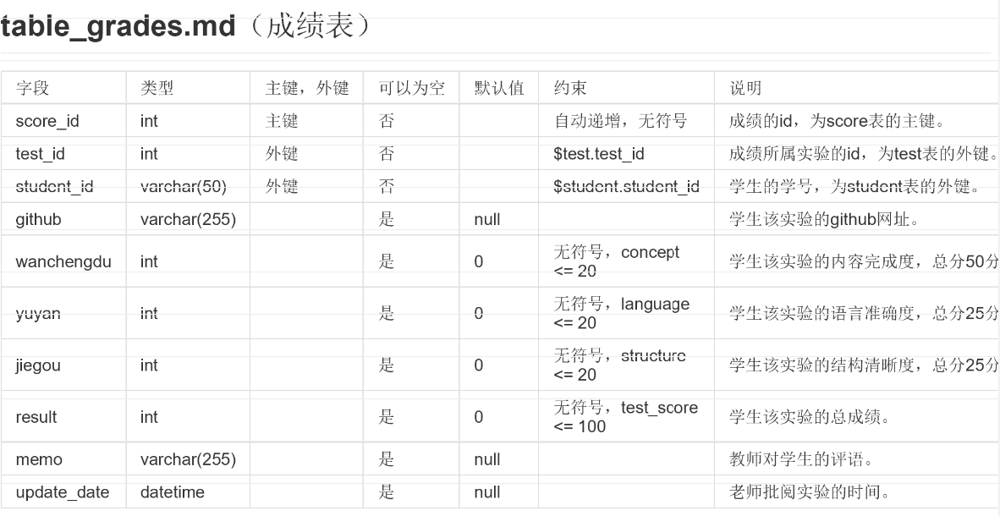 table_grades.md（成绩表）
字段 类型 主键，外键 可以为空 默认值 约束 说明
score_id int 主键 否 自动递增，无符号 成绩的id，为score表的主键。
test_id int 外键 否 $test.test_id 成绩所属实验的id，为test表的外键。
student_id varchar(50) 外键 否 $student.student_id 学生的学号，为student表的外键。
github varchar(255) 是 null 学生该实验的github网址。
wanchengdu int 是 0 无符号，concept
<= 20 学生该实验的内容完成度，总分50分
yuyan int 是 0 无符号，language
<= 20 学生该实验的语言准确度，总分25分
jiegou int 是 0 无符号，structure
<= 20 学生该实验的结构清晰度，总分25分
result int 是 0 无符号，test_score
<= 100 学生该实验的总成绩。
memo varchar(255) 是 null 教师对学生的评语。
update_date datetime 是 null 老师批阅实验的时间。